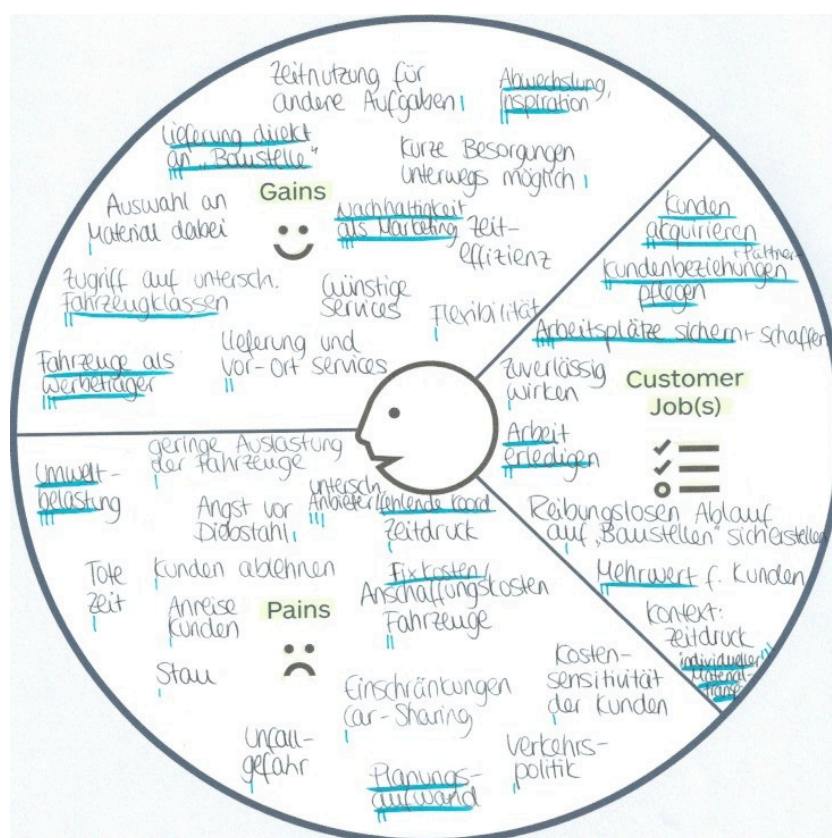 Zeitnutzung für
andere Aufgaben
Abwechslung,
Inspiration
Lieferung direkt
an „Baustelle"
Kurze Besorgungen
unterwegs möglich
Gains
Auswahl an
Material dabei
Nachhaltigkeit
als Marketing
Zeit-
effizienz
Zugriff auf untersch.
Fahrzeugklassen
Günstige
Services
Flexibilität
Fahrzeuge als
Werbeträger
Lieferung und
Vor-Ort Services
Kunden
akquirieren
+ Partner-
Kundenbeziehungen
pflegen
Arbeitsplätze sichern + schaffen
Zuverlässig
wirken
Customer
Job(s)
Arbeit
erledigen
Reibungslosen Ablauf
auf „Baustellen" sicherstellen
Mehrwert f. Kunden
Kontext:
Zeitdruck
individueller
Material-
transp.
Umwelt-
belastung
geringe Auslastung
der Fahrzeuge
Angst vor
Diebstahl
untersch.
Anbieter/fehlende Koord
Zeitdruck
Tote
Zeit
Kunden ablehnen
Anreise
Kunden
Pains
Fixkosten/
Anschaffungskosten
Fahrzeuge
Stau
Einschränkungen
Car-Sharing
Kosten-
sensitivität
der Kunden
Unfall-
gefahr
Planungs-
aufwand
Verkehrs-
politik